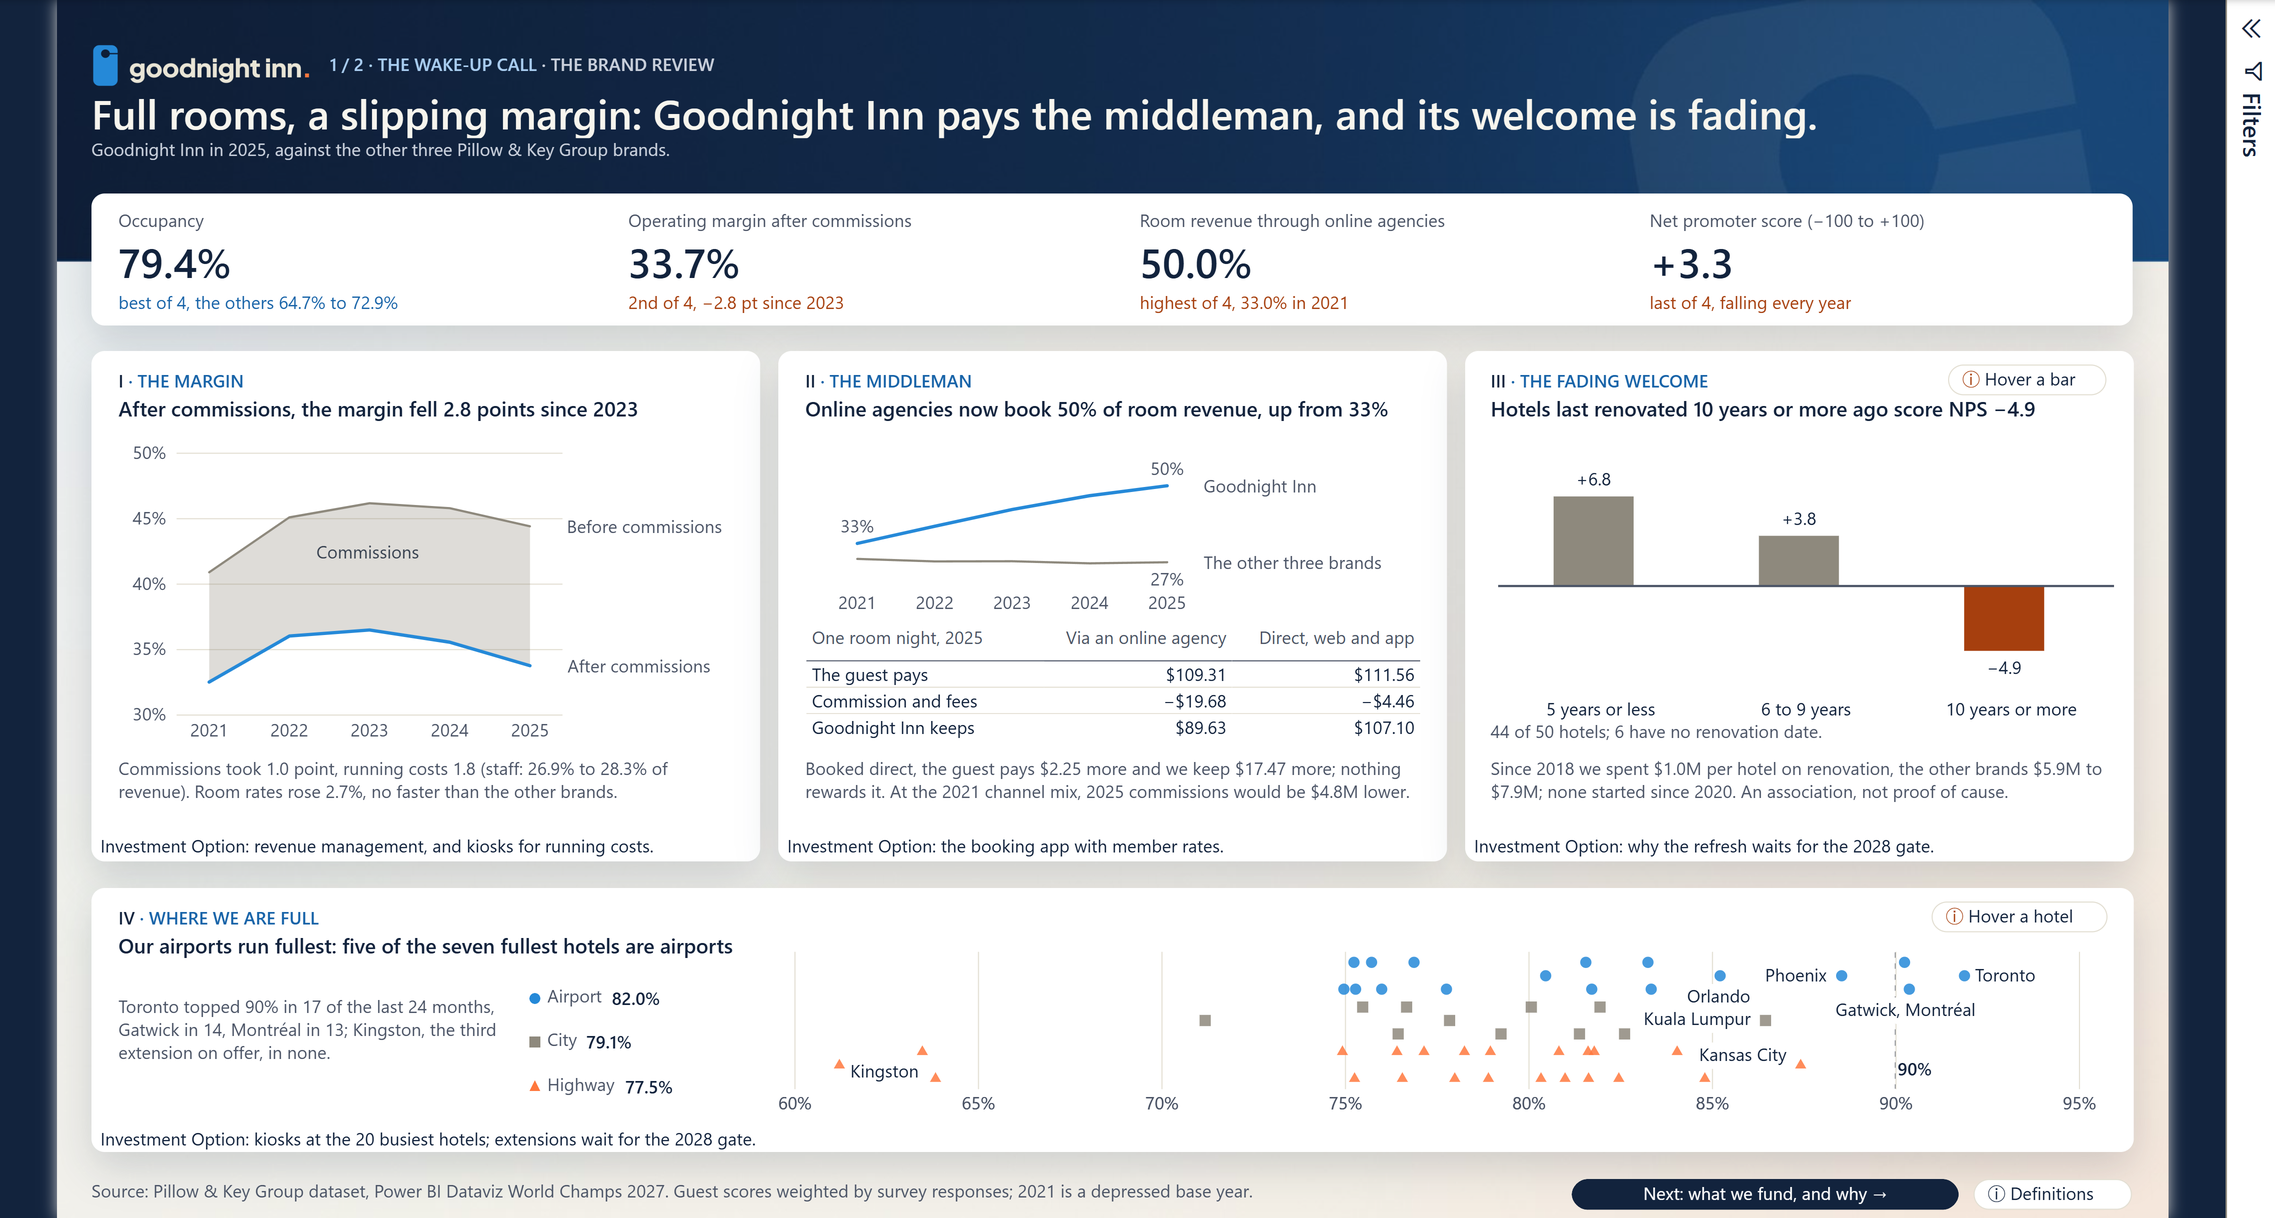 goodnight inn.
1 / 2 · THE WAKE-UP CALL · THE BRAND REVIEW
Full rooms, a slipping margin: Goodnight Inn pays the middleman, and its welcome is fading.
Goodnight Inn in 2025, against the other three Pillow & Key Group brands.
Filters
Occupancy
79.4%
best of 4, the others 64.7% to 72.9%
Operating margin after commissions
33.7%
2nd of 4, −2.8 pt since 2023
Room revenue through online agencies
50.0%
highest of 4, 33.0% in 2021
Net promoter score (−100 to +100)
+3.3
last of 4, falling every year
I · THE MARGIN
After commissions, the margin fell 2.8 points since 2023
50%
45%
40%
35%
30%
Before commissions
Commissions
After commissions
2021 2022 2023 2024 2025
Commissions took 1.0 point, running costs 1.8 (staff: 26.9% to 28.3% of
revenue). Room rates rose 2.7%, no faster than the other brands.
Investment Option: revenue management, and kiosks for running costs.
II · THE MIDDLEMAN
Online agencies now book 50% of room revenue, up from 33%
50%
Goodnight Inn
33%
The other three brands
27%
2021 2022 2023 2024 2025
One room night, 2025 Via an online agency Direct, web and app
The guest pays $109.31 $111.56
Commission and fees −$19.68 −$4.46
Goodnight Inn keeps $89.63 $107.10
Booked direct, the guest pays $2.25 more and we keep $17.47 more; nothing
rewards it. At the 2021 channel mix, 2025 commissions would be $4.8M lower.
Investment Option: the booking app with member rates.
III · THE FADING WELCOME
Hover a bar
Hotels last renovated 10 years or more ago score NPS −4.9
+6.8
+3.8
−4.9
5 years or less 6 to 9 years 10 years or more
44 of 50 hotels; 6 have no renovation date.
Since 2018 we spent $1.0M per hotel on renovation, the other brands $5.9M to
$7.9M; none started since 2020. An association, not proof of cause.
Investment Option: why the refresh waits for the 2028 gate.
IV · WHERE WE ARE FULL
Hover a hotel
Our airports run fullest: five of the seven fullest hotels are airports
Toronto topped 90% in 17 of the last 24 months,
Gatwick in 14, Montréal in 13; Kingston, the third
extension on offer, in none.
Airport 82.0%
City 79.1%
Highway 77.5%
Phoenix
Toronto
Orlando
Gatwick, Montréal
Kuala Lumpur
Kansas City
Kingston
90%
60% 65% 70% 75% 80% 85% 90% 95%
Investment Option: kiosks at the 20 busiest hotels; extensions wait for the 2028 gate.
Source: Pillow & Key Group dataset, Power BI Dataviz World Champs 2027. Guest scores weighted by survey responses; 2021 is a depressed base year.
Next: what we fund, and why →
Definitions